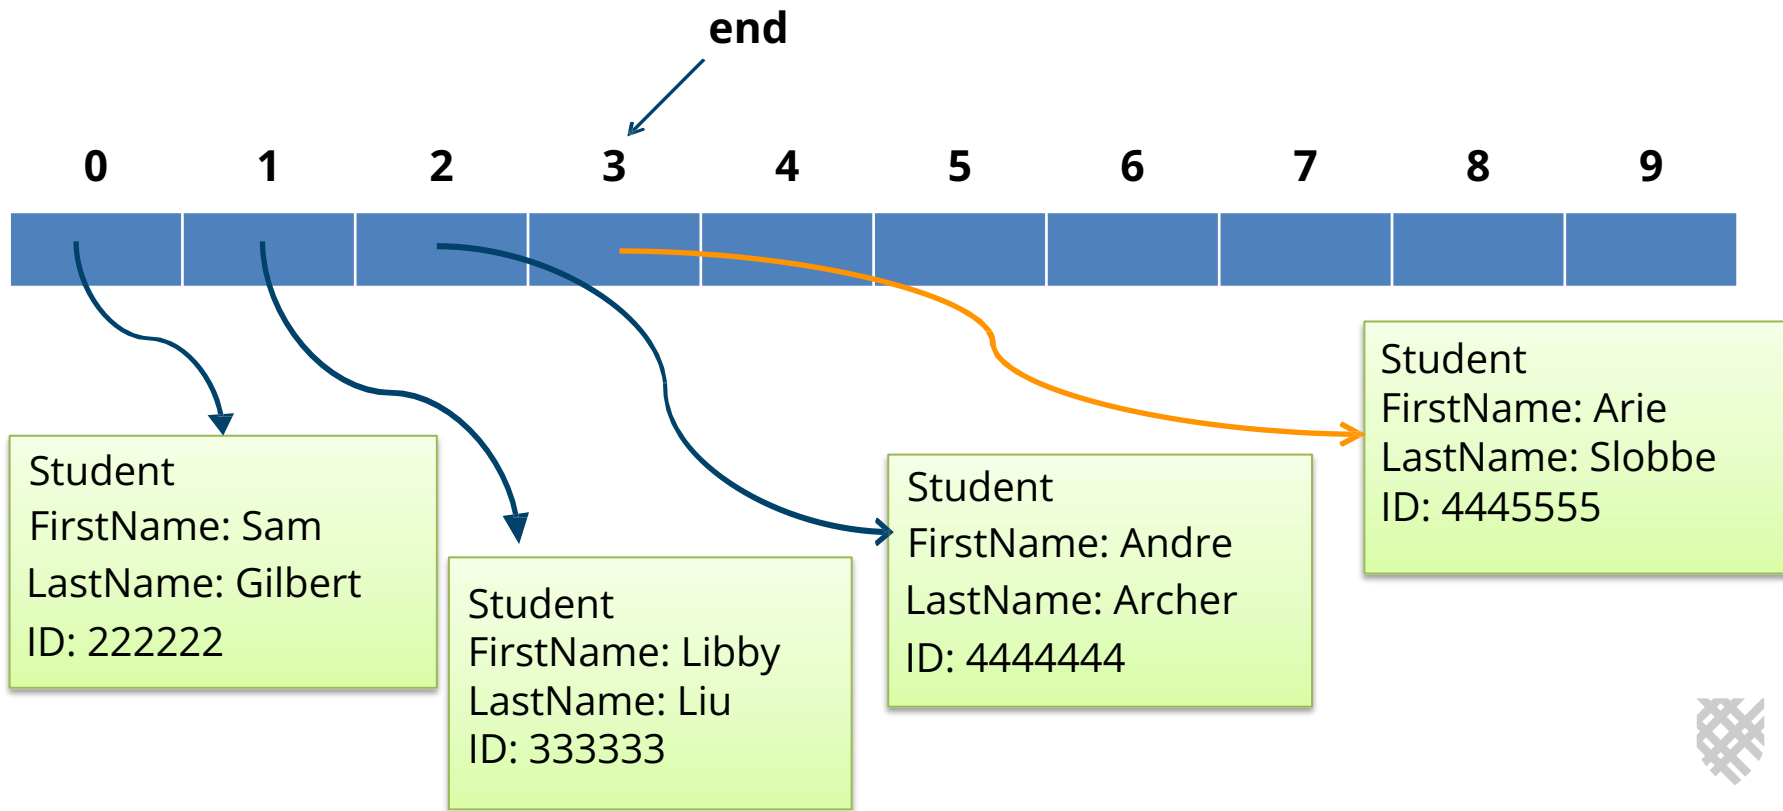 end
0 1 2 3 4 5 6 7 8 9
Student
FirstName: Sam
LastName: Gilbert
ID: 222222
Student
FirstName: Libby
LastName: Liu
ID: 333333
Student
FirstName: Andre
LastName: Archer
ID: 4444444
Student
FirstName: Arie
LastName: Slobbe
ID: 4445555